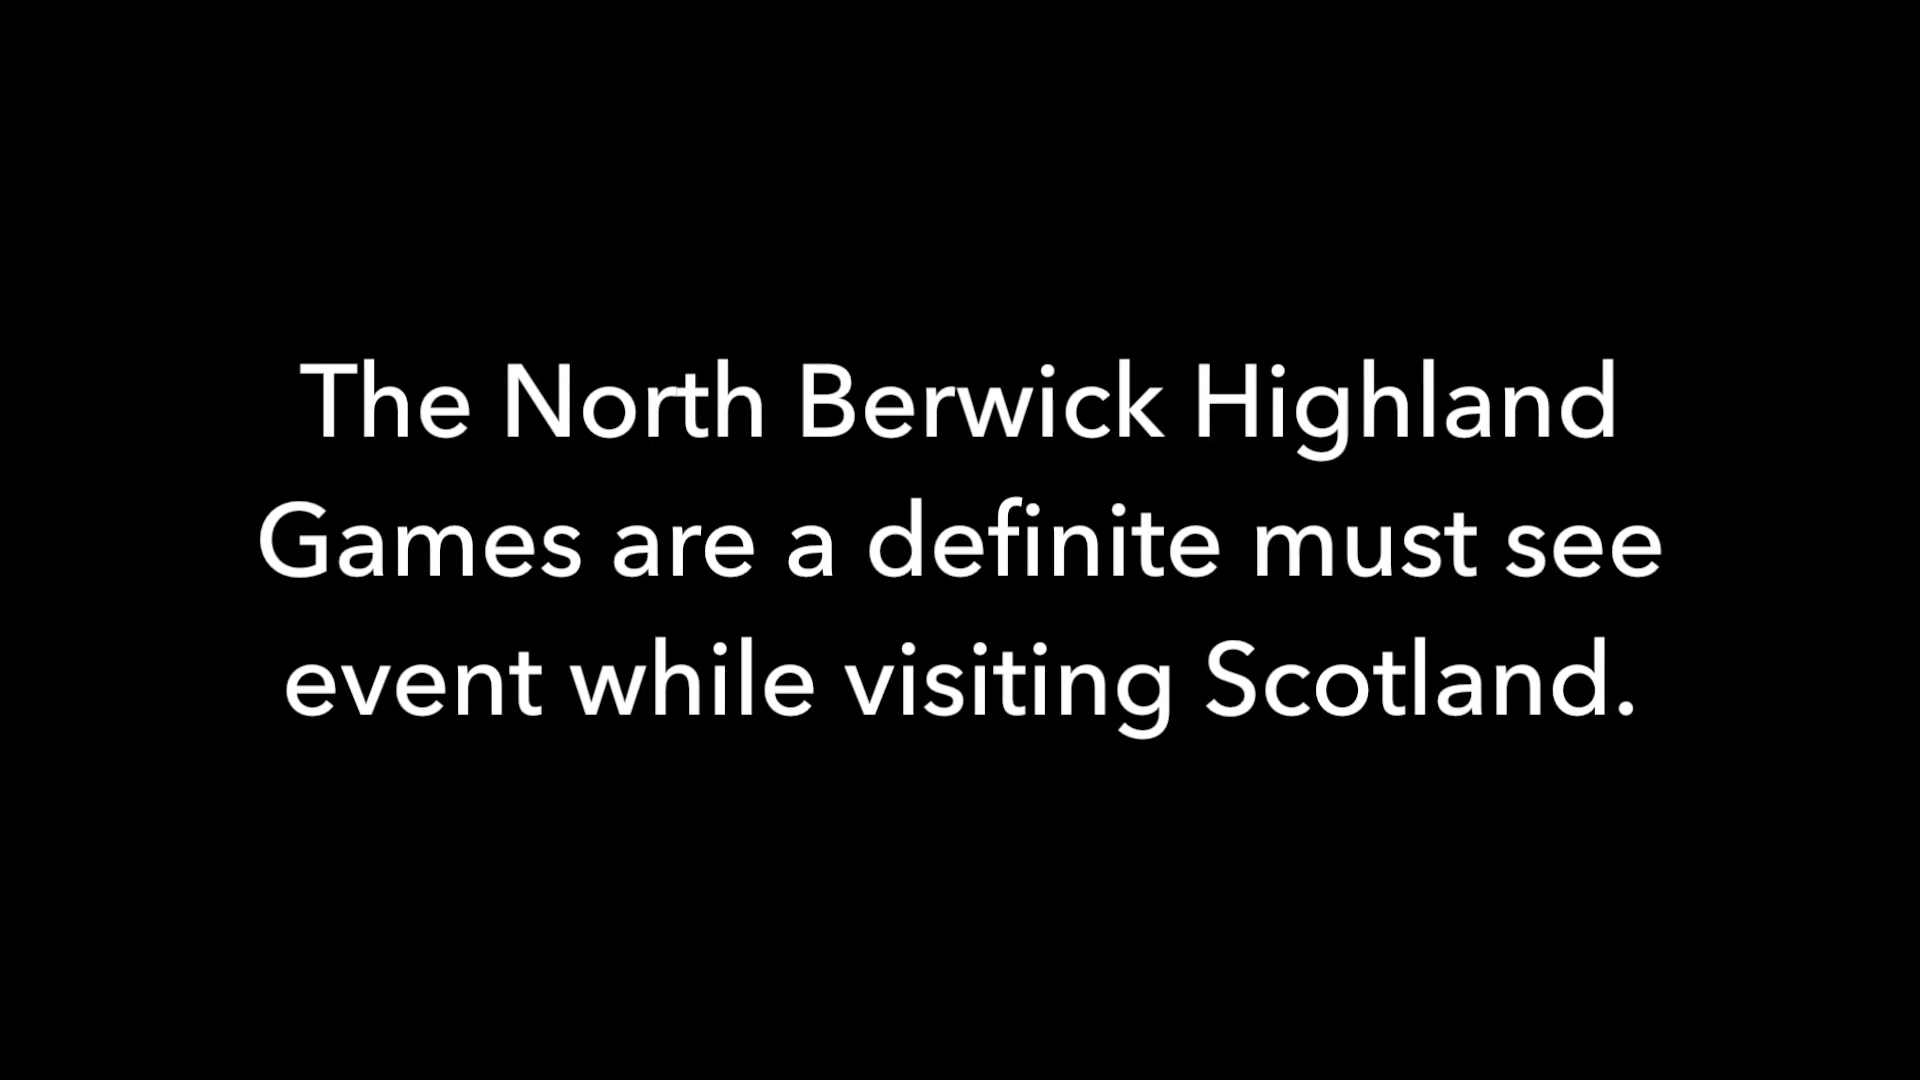 The North Berwick Highland
Games are a definite must see
event while visiting Scotland.